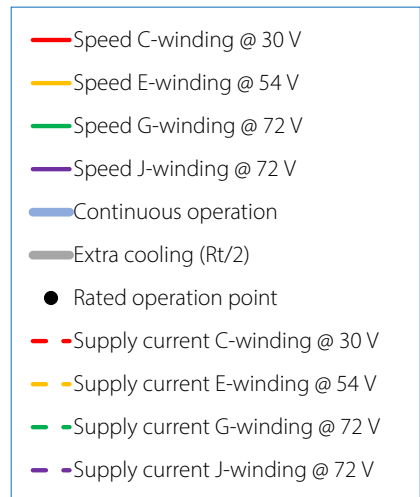 Speed C-winding @ 30 V
Speed E-winding @ 54 V
Speed G-winding @ 72 V
Speed J-winding @ 72 V
Continuous operation
Extra cooling (Rt/2)
Rated operation point
Supply current C-winding @ 30 V
Supply current E-winding @ 54 V
Supply current G-winding @ 72 V
Supply current J-winding @ 72 V